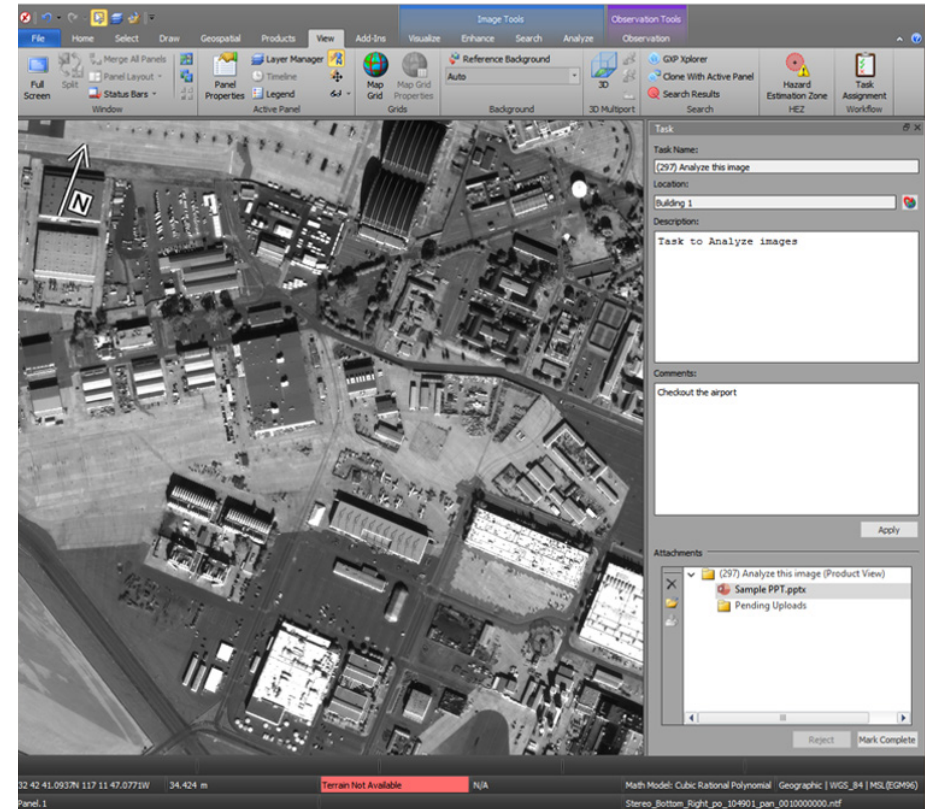 Image Tools
Observation Tools
File Home Select Draw Geospatial Products View Add-Ins Visualize Enhance Search Analyze Observation
Full Screen
Split
Merge All Panels
Panel Layout
Status Bars
Window
Panel Properties
Layer Manager
Timeline
Legend
Active Panel
Map Grid
Map Grid Properties
Grids
Reference Background
Auto
Background
3D
3D Multiport
GXP Xplorer
Clone With Active Panel
Search Results
Search
Hazard Estimation Zone
HEZ
Task Assignment
Workflow
N
Task
Task Name:
(297) Analyze this image
Location:
Building 1
Description:
Task to Analyze images
Comments:
Checkout the airport
Apply
Attachments
(297) Analyze this image (Product View)
Sample PPT.pptx
Pending Uploads
Reject Mark Complete
32 42 41.0937N 117 11 47.0771W 34.424 m Terrain Not Available N/A Math Model: Cubic Rational Polynomial Geographic | WGS_84 | MSL(EGM96)
Panel.1 Stereo_Bottom_Right_po_104901_pan_0010000000.ntf